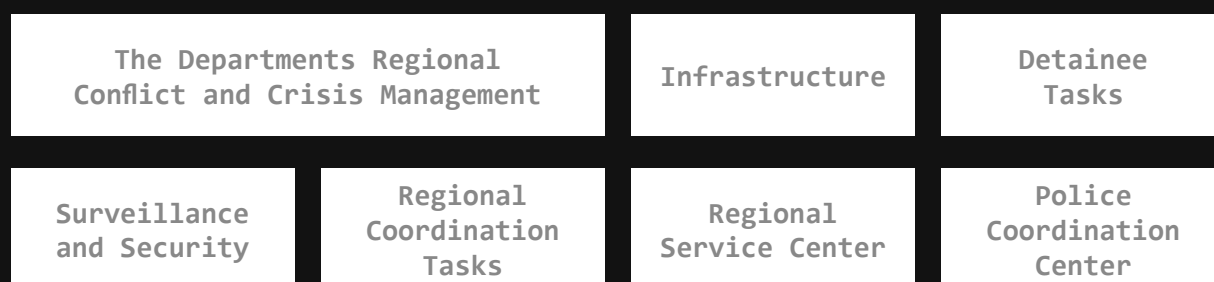 The Departments Regional
Conflict and Crisis Management
Infrastructure
Detainee
Tasks
Surveillance
and Security
Regional
Coordination
Tasks
Regional
Service Center
Police
Coordination
Center